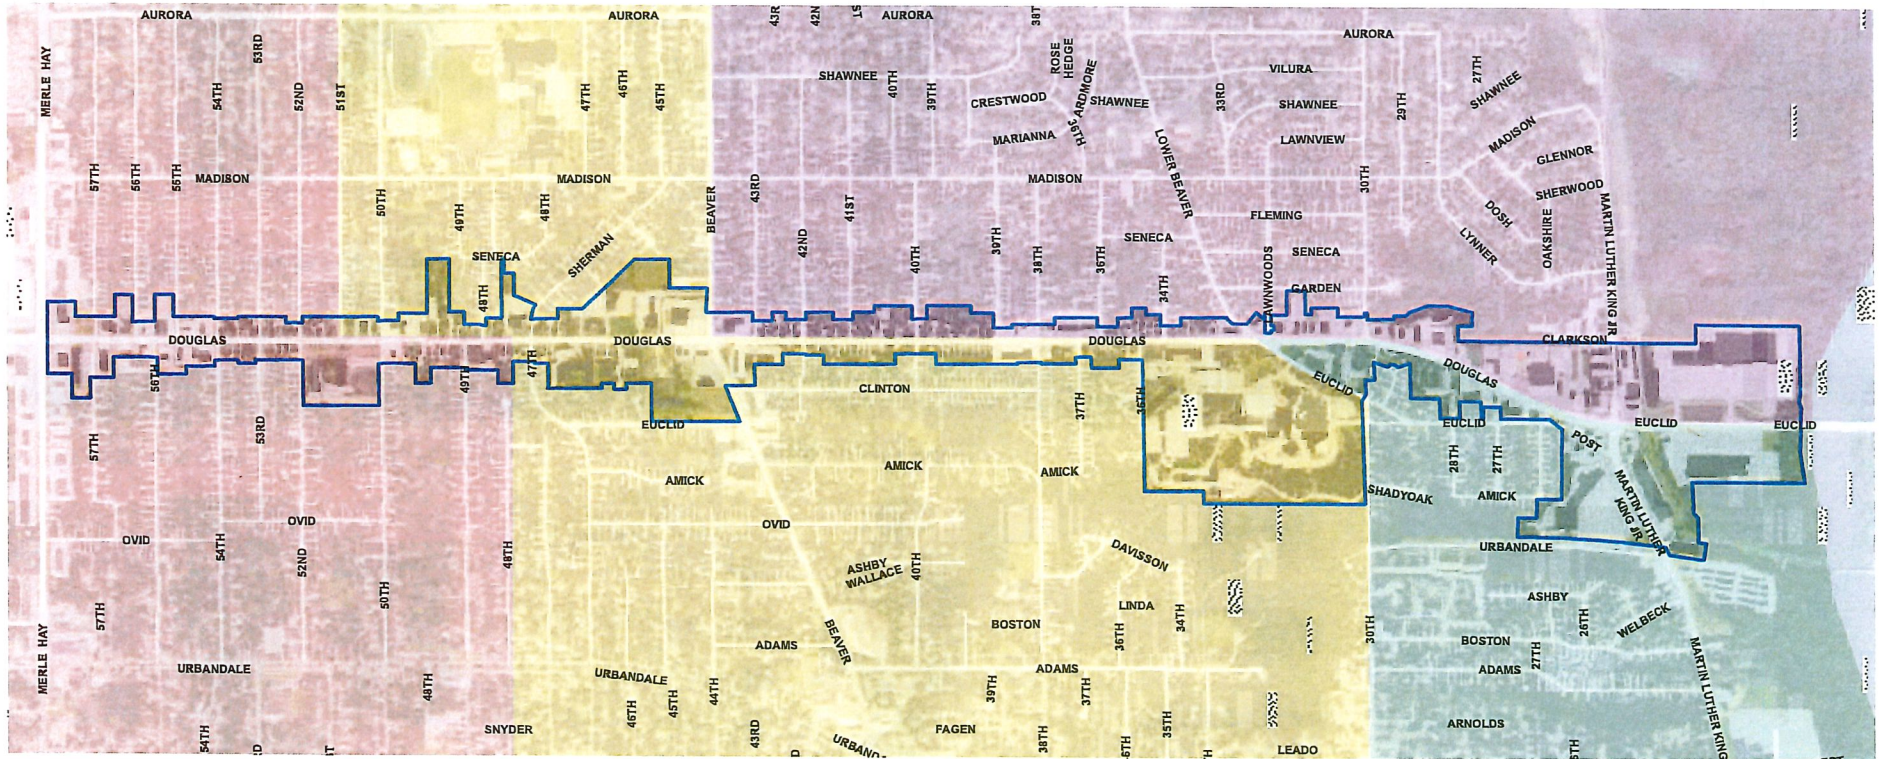 AURORA
AURORA
AURORA
AURORA
MERLE HAY
53RD
54TH
52ND
51ST
47TH
46TH
45TH
SHAWNEE
40TH
39TH
ROSE
HEDGE
ARDMORE
CRESTWOOD
SHAWNEE
MARIANNA
36TH
33RD
VILURA
SHAWNEE
LAWNVIEW
29TH
27TH
SHAWNEE
MADISON
GLENNOR
SHERWOOD
57TH
56TH
55TH
MADISON
50TH
49TH
48TH
MADISON
BEAVER
43RD
41ST
MADISON
LOWER BEAVER
30TH
FLEMING
DOSH
LYNNER
OAKSHIRE
MARTIN LUTHER KING JR
SENECA
SHERMAN
48TH
42ND
40TH
39TH
38TH
36TH
SENECA
34TH
LAWNWOODS
SENECA
GARDEN
DOUGLAS
DOUGLAS
DOUGLAS
CLARKSON
DOUGLAS
56TH
49TH
47TH
CLINTON
37TH
36TH
EUCLID
57TH
53RD
EUCLID
EUCLID
POST
EUCLID
EUCLID
AMICK
AMICK
AMICK
28TH
27TH
AMICK
SHADYOAK
MARTIN LUTHER
KING JR
OVID
OVID
54TH
52ND
50TH
48TH
OVID
ASHBY
WALLACE
40TH
DAVISSON
URBANDALE
57TH
LINDA
36TH
34TH
BOSTON
30TH
ASHBY
26TH
WELBECK
BOSTON
27TH
ADAMS
MERLE HAY
URBANDALE
48TH
URBANDALE
ADAMS
BEAVER
ADAMS
46TH
45TH
44TH
39TH
37TH
MARTIN LUTHER KING
54TH
SNYDER
43RD
FAGEN
38TH
35TH
LEADO
ARNOLDS